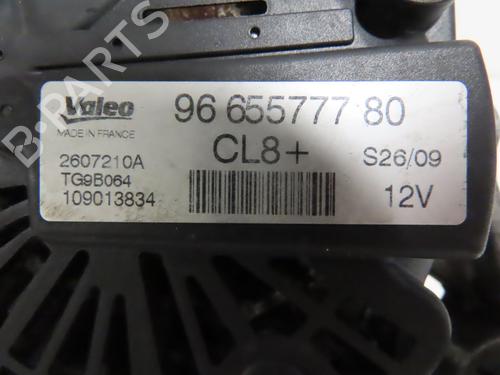 Valeo
MADE IN FRANCE
96 655777 80
CL8+
2607210A
TG9B064
109013834
S26/09
12V
B-PARTS